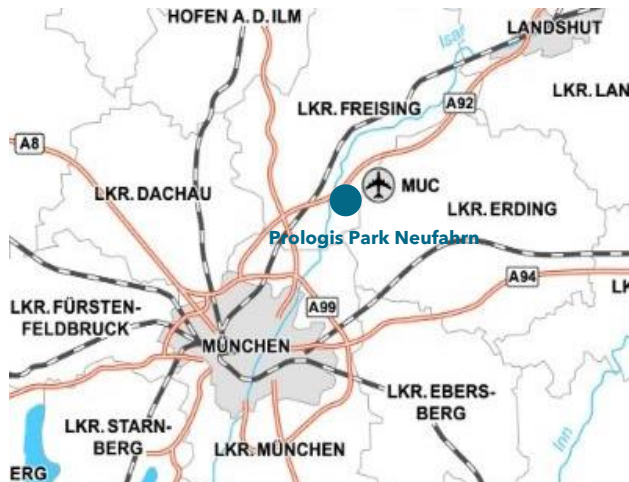 HOFEN A. D. ILM
LANDSHUT
Isar
A92
LKR. FREISING
LKR. LAN
A8
MUC
LKR. DACHAU
LKR. ERDING
Prologis Park Neufahrn
A94
LK
LKR. FÜRSTEN-
FELDBRUCK
A99
MÜNCHEN
LKR. EBERS-
BERG
LKR. STARN-
BERG
Inn
LKR. MÜNCHEN
ERG